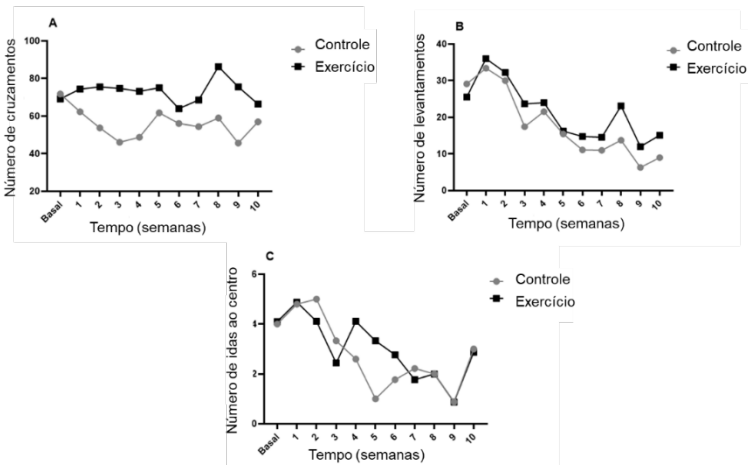 A
Controle
Exercício
Número de cruzamentos
100
80
60
40
20
Basal 1 2 3 4 5 6 7 8 9 10
Tempo (semanas)
B
Controle
Exercício
Número de levantamentos
40
30
20
10
0
Basal 1 2 3 4 5 6 7 8 9 10
Tempo (semanas)
C
Controle
Exercício
Número de idas ao centro
6
4
2
0
Basal 1 2 3 4 5 6 7 8 9 10
Tempo (semanas)